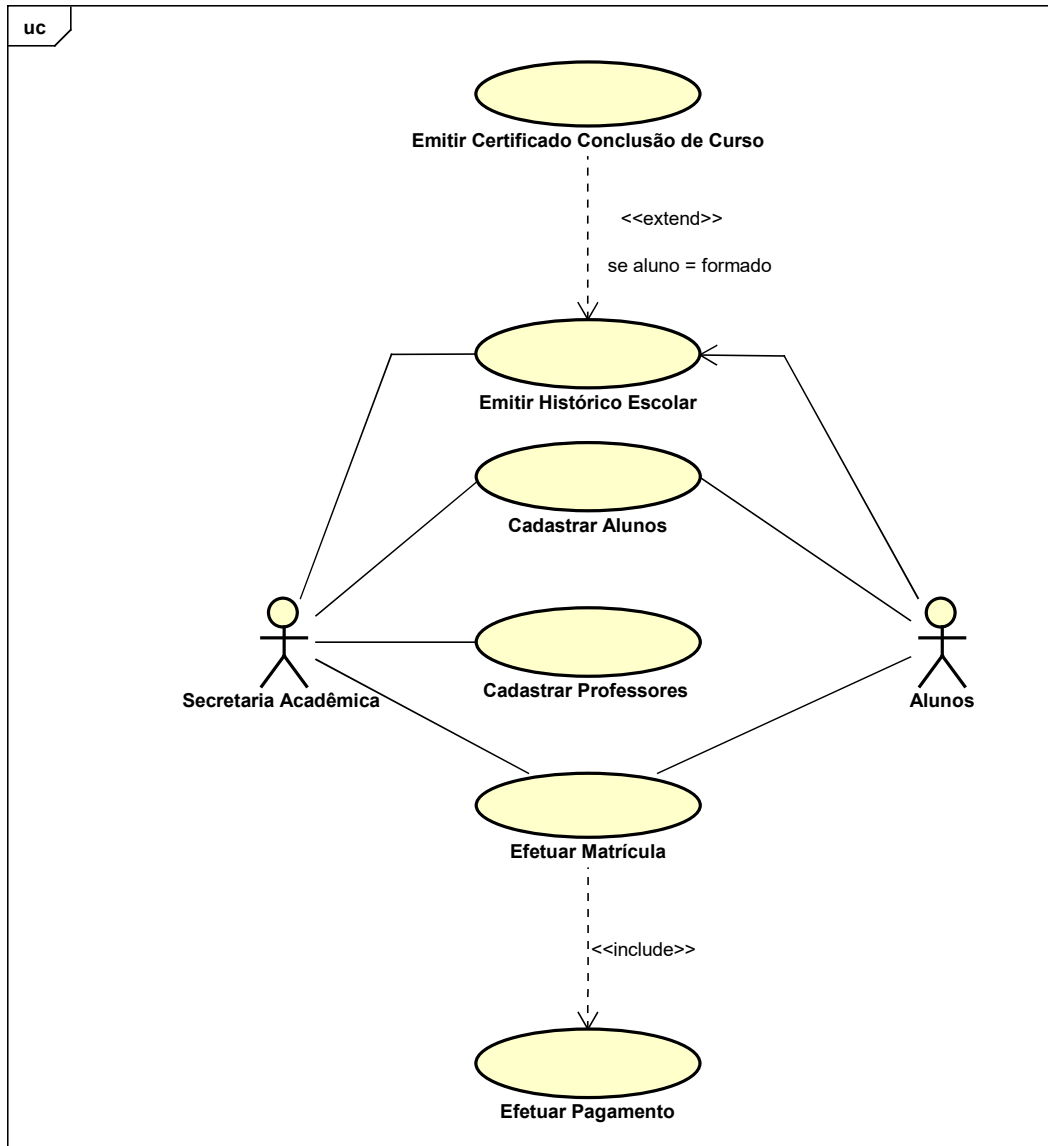 uc
Emitir Certificado Conclusão de Curso
<<extend>>
se aluno = formado
Emitir Histórico Escolar
Cadastrar Alunos
Cadastrar Professores
Secretaria Acadêmica
Alunos
Efetuar Matrícula
<<include>>
Efetuar Pagamento